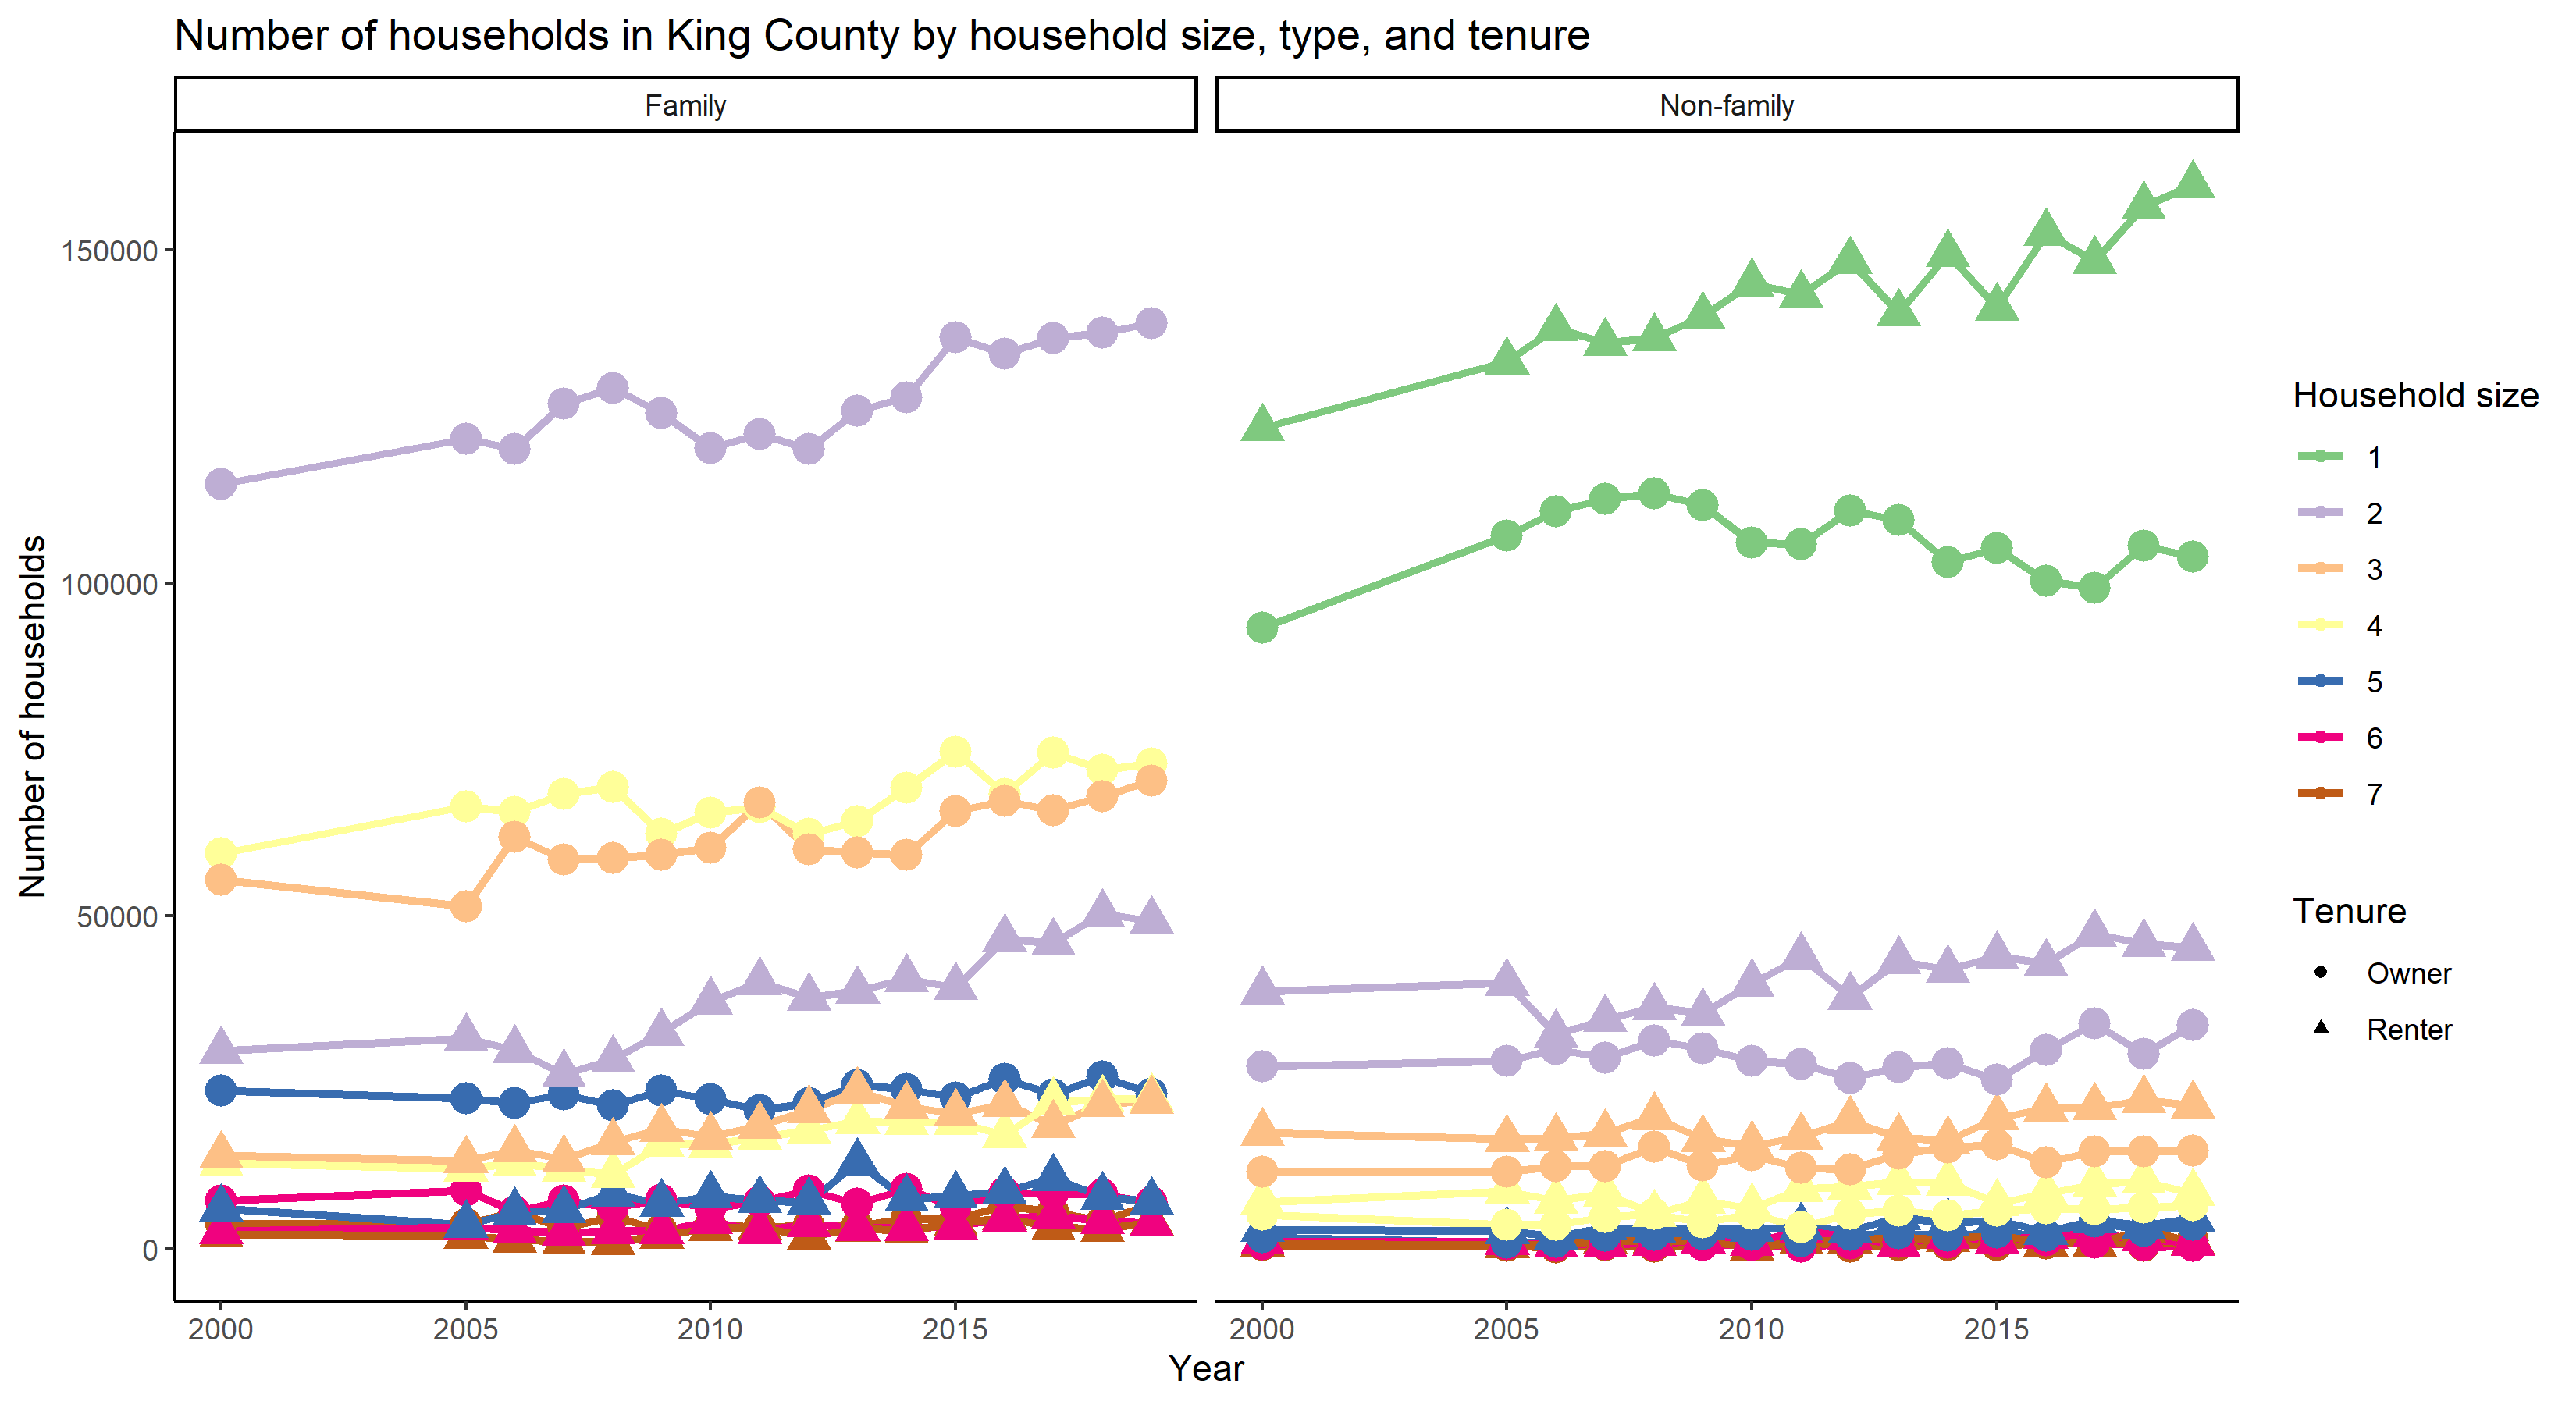 Number of households in King County by household size, type, and tenure
Family
Non-family
Number of households
150000
100000
50000
0
2000 2005 2010 2015
2000 2005 2010 2015
Year
Household size
1
2
3
4
5
6
7
Tenure
Owner
Renter